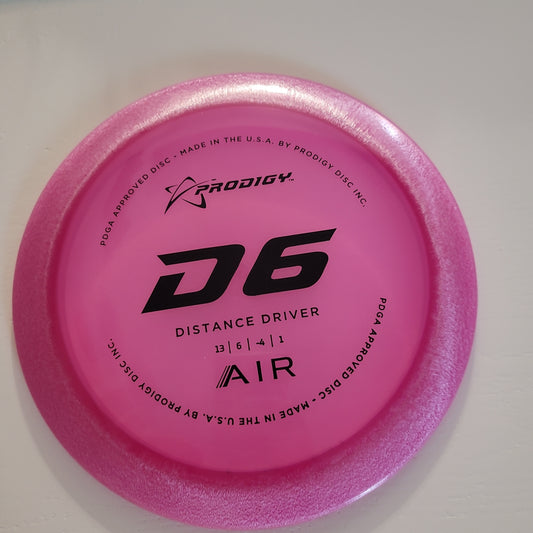 PDGA APPROVED DISC - MADE IN THE U.S.A. BY PRODIGY DISC INC.
PRODIGY™
D6
DISTANCE DRIVER
13 | 6 | -4 | 1
AIR
PDGA APPROVED DISC - MADE IN THE U.S.A. BY PRODIGY DISC INC.